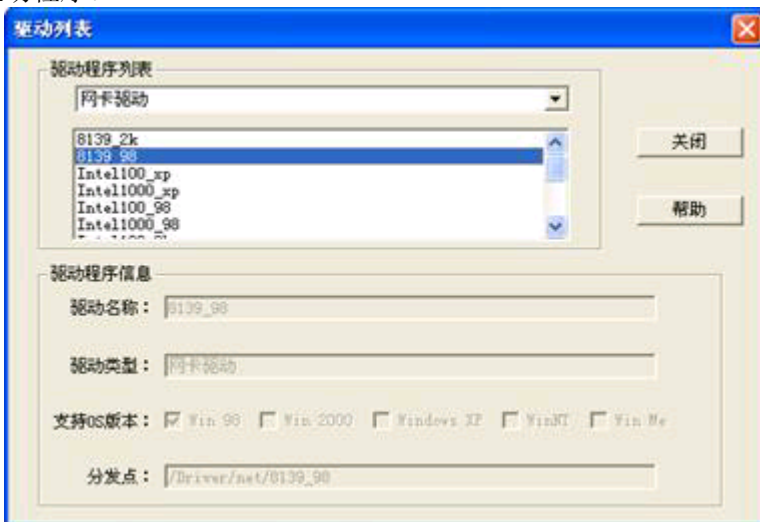 驱动列表
驱动程序列表
网卡驱动
8139_2k
8139_98
Intel100_xp
Intel1000_xp
Intel100_98
Intel1000_98
关闭
帮助
驱动程序信息
驱动名称：
8139_98
驱动类型：
网卡驱动
支持OS版本：
Win 98
Win 2000
Windows XP
WinNT
Win Me
分发点：
/Driver/net/8139_98